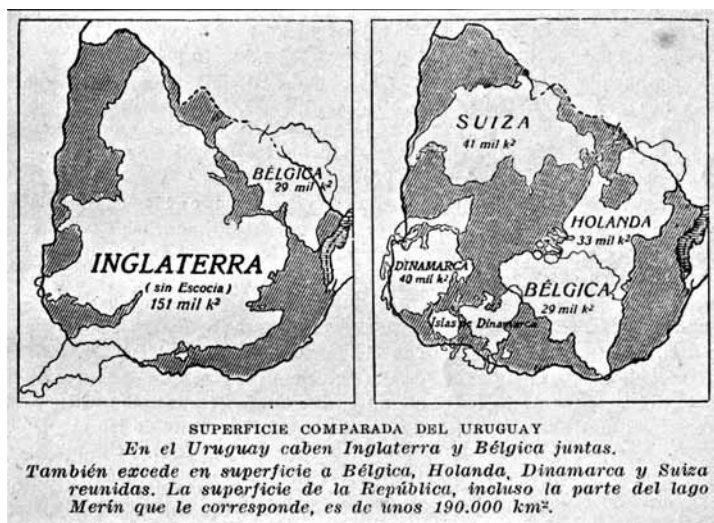 BÉLGICA
29 mil k²
INGLATERRA
(sin Escocia)
151 mil k²
SUIZA
41 mil k²
HOLANDA
33 mil k²
DINAMARCA
40 mil k²
BÉLGICA
29 mil k²
Islas de Dinamarca
SUPERFICIE COMPARADA DEL URUGUAY
En el Uruguay caben Inglaterra y Bélgica juntas.
También excede en superficie a Bélgica, Holanda, Dinamarca y Suiza
reunidas. La superficie de la República, incluso la parte del lago
Merín que le corresponde, es de unos 190.000 km².